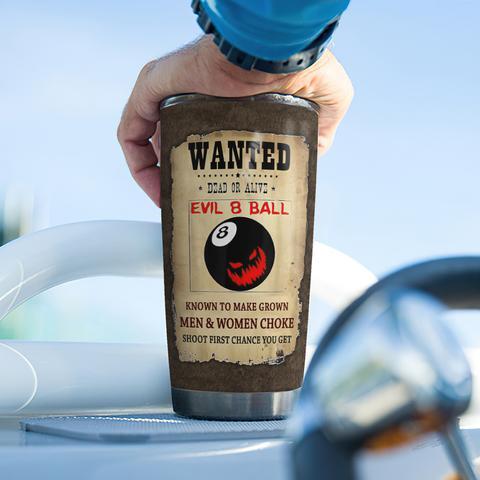 WANTED
DEAD OR ALIVE
EVIL 8 BALL
8
KNOWN TO MAKE GROWN
MEN & WOMEN CHOKE
SHOOT FIRST CHANCE YOU GET